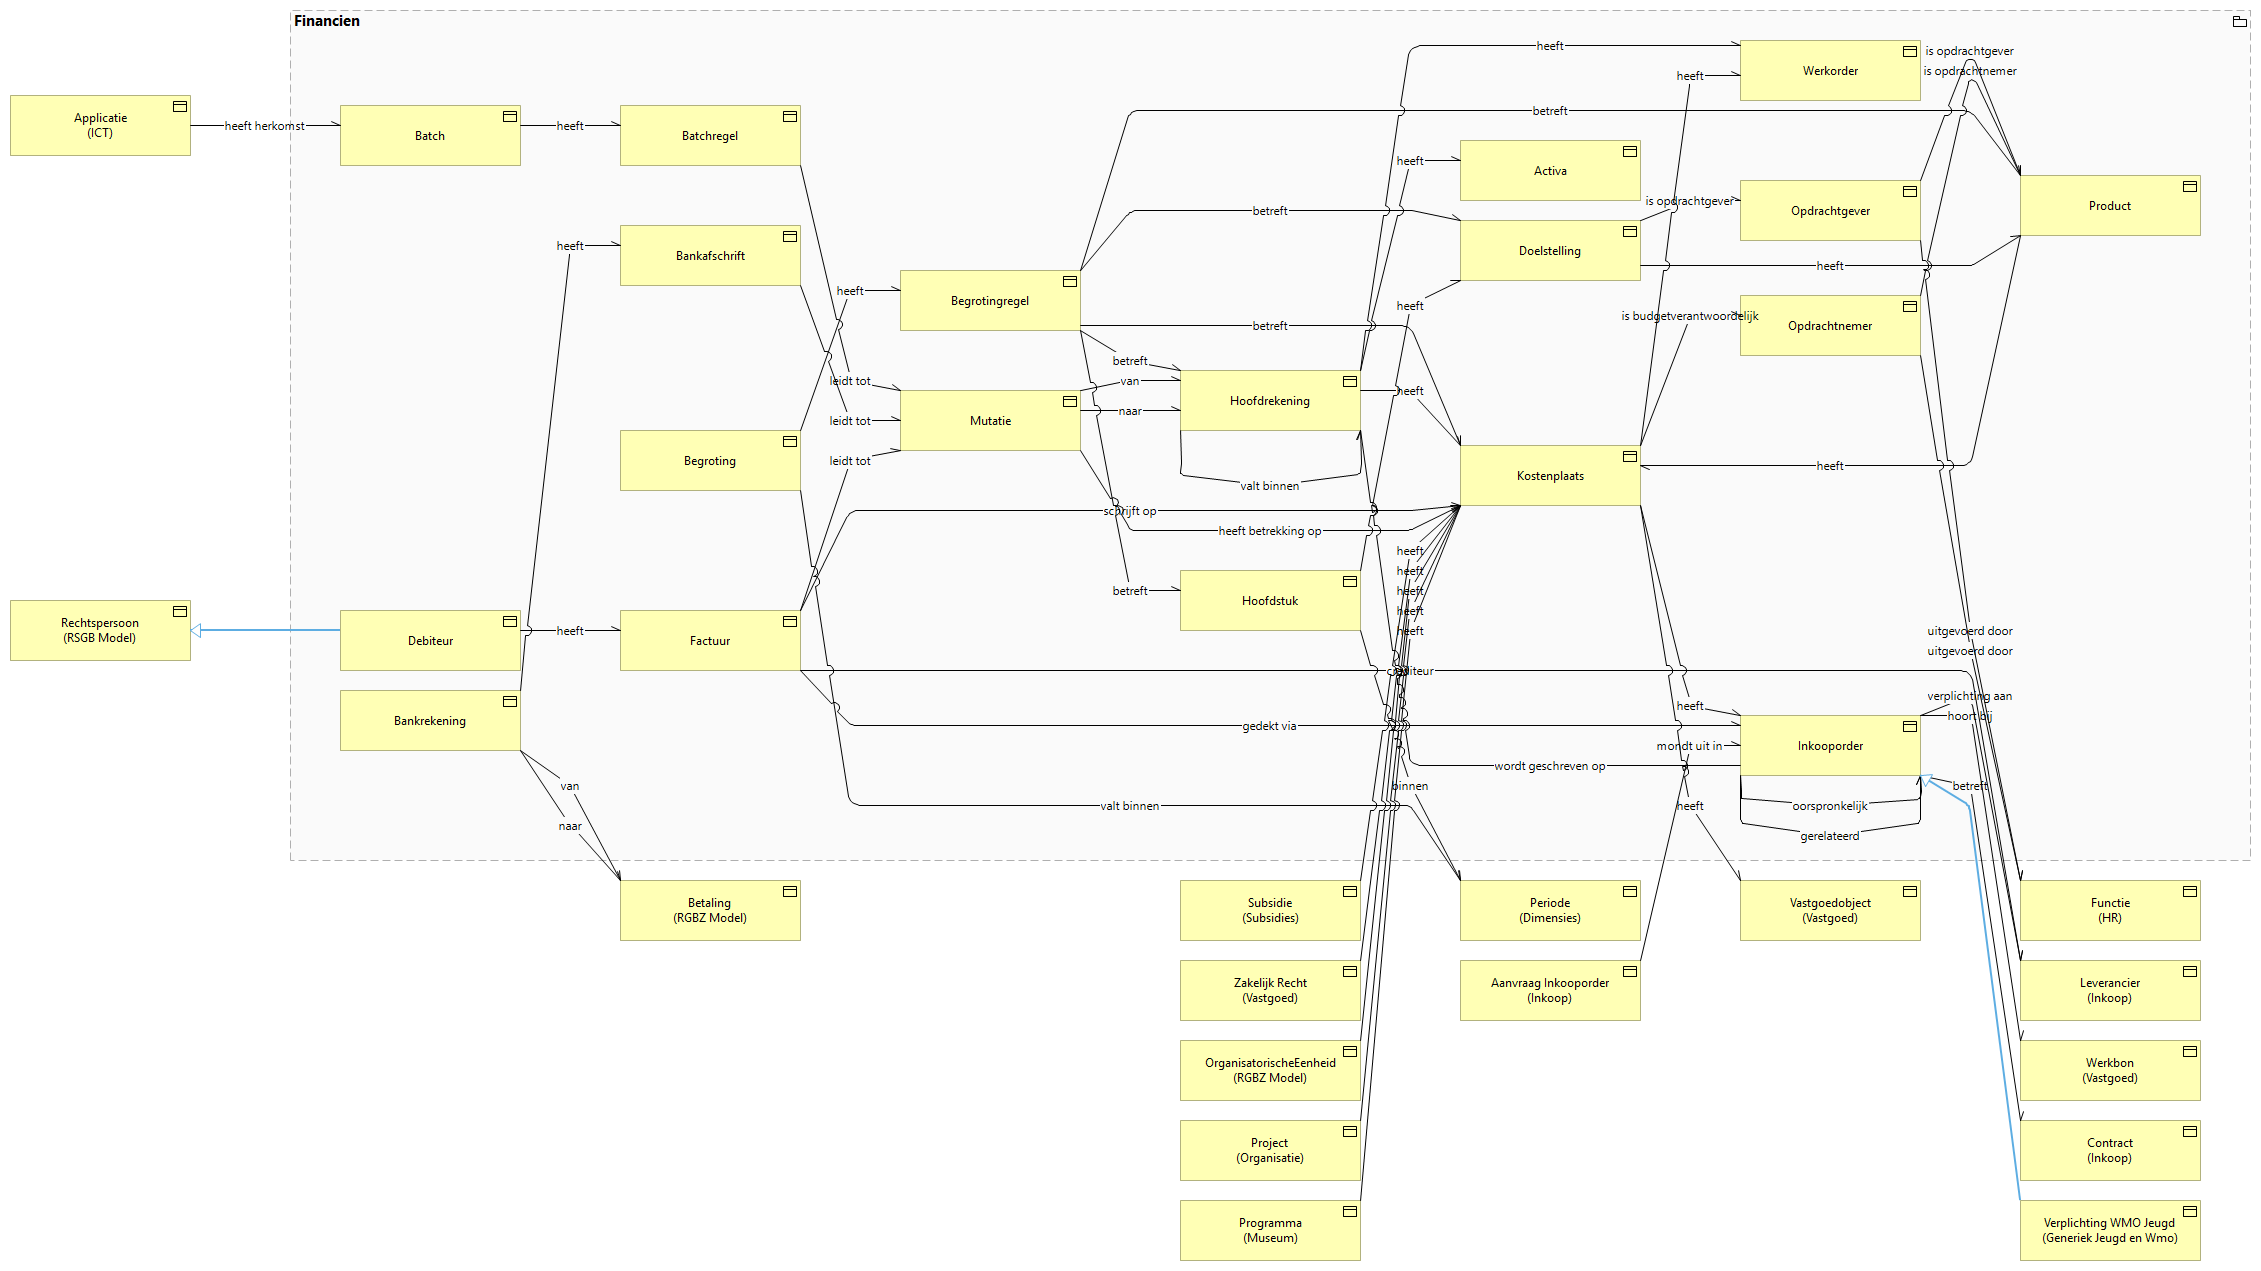 Financien
heeft
Werkorder
is opdrachtgever
is opdrachtnemer
heeft
Applicatie
(ICT)
heeft herkomst
Batch
heeft
Batchregel
betreft
heeft
Activa
is opdrachtgever
Opdrachtgever
Product
betreft
Doelstelling
heeft
Bankafschrift
heeft
heeft
Begrotingregel
heeft
is budgetverantwoordelijk
Opdrachtnemer
betreft
betreft
leidt tot
van
Hoofdrekening
heeft
naar
leidt tot
Mutatie
Begroting
leidt tot
valt binnen
Kostenplaats
heeft
schrijft op
heeft betrekking op
heeft
heeft
heeft
heeft
heeft
betreft
Hoofdstuk
Rechtspersoon
(RSGB Model)
Debiteur
heeft
Factuur
crediteur
uitgevoerd door
uitgevoerd door
Bankrekening
gedekt via
heeft
verplichting aan
hoort bij
mondt uit in
Inkooporder
wordt geschreven op
van
binnen
betreft
naar
valt binnen
heeft
oorspronkelijk
gerelateerd
Betaling
(RGBZ Model)
Subsidie
(Subsidies)
Periode
(Dimensies)
Vastgoedobject
(Vastgoed)
Functie
(HR)
Zakelijk Recht
(Vastgoed)
Aanvraag Inkooporder
(Inkoop)
Leverancier
(Inkoop)
OrganisatorischeEenheid
(RGBZ Model)
Werkbon
(Vastgoed)
Project
(Organisatie)
Contract
(Inkoop)
Programma
(Museum)
Verplichting WMO Jeugd
(Generiek Jeugd en Wmo)